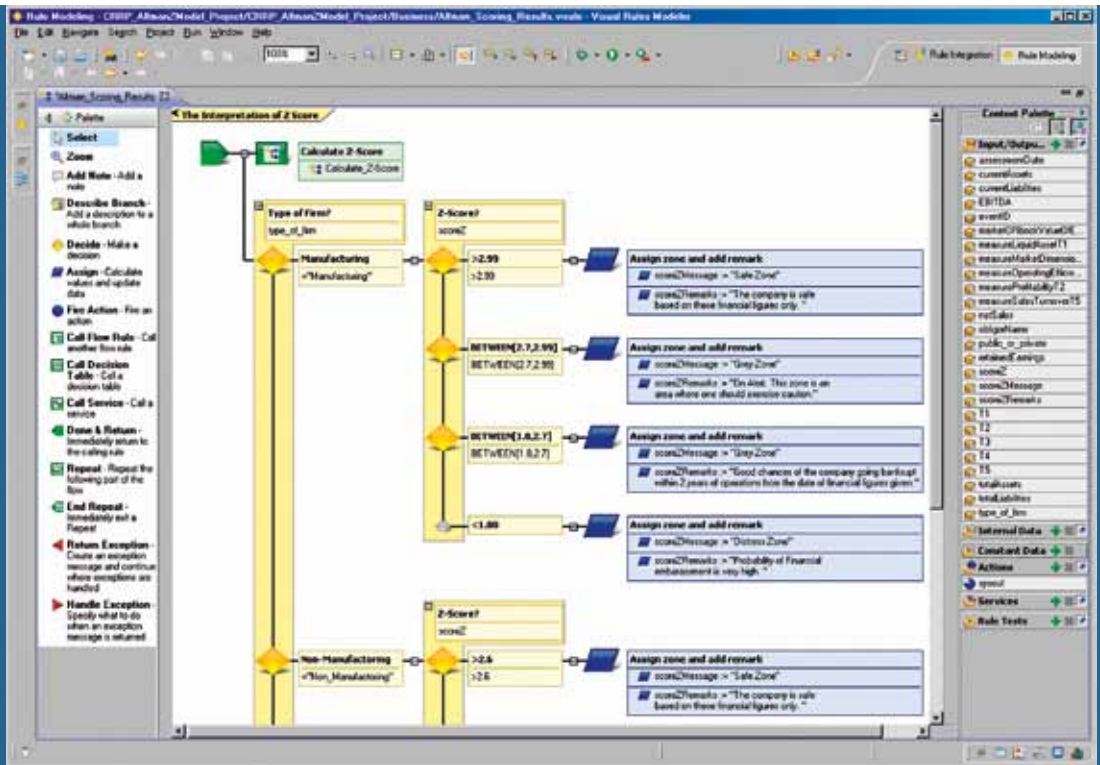 Rule Modeling - CRRP_AltmanZModel_Project/CRRP_AltmanZModel_Project/Business/Altman_Scoring_Results.vrrule - Visual Rules Modeler
File Edit Navigate Search Project Run Window Help
100%
Rule Integration
Rule Modeling
*Altman_Scoring_Results
Palette
Select
Zoom
Add Note - Add a
note
Describe Branch -
Add a description to a
whole branch
Decide - Make a
decision
Assign - Calculate
values and update
data
Fire Action - Fire an
action
Call Flow Rule - Call
another flow rule
Call Decision
Table - Call a
decision table
Call Service - Call a
service
Done & Return -
Immediately return to
the calling rule
Repeat - Repeat the
following part of the
flow
End Repeat -
Immediately exit a
Repeat
Return Exception -
Create an exception
message and continue
where exceptions are
handled
Handle Exception -
Specify what to do
when an exception
message is returned
The Interpretation of Z Score
Calculate Z-Score
Calculate_Z-Score
Type of Firm?
type_of_firm
Z-Score?
scoreZ
Manufacturing
="Manufacturing"
>2.99
>2.99
Assign zone and add remark
scoreZMessage := "Safe Zone"
scoreZRemarks := "The company is safe
based on these financial figures only. "
BETWEEN[2.7,2.99]
BETWEEN[2.7,2.99]
Assign zone and add remark
scoreZMessage := "Grey Zone"
scoreZRemarks := "On Alert. This zone is an
area where one should exercise caution."
BETWEEN[1.8,2.7]
BETWEEN[1.8,2.7]
Assign zone and add remark
scoreZMessage := "Grey Zone"
scoreZRemarks := "Good chances of the company going bankrupt
within 2 years of operations from the date of financial figures given."
<1.80
Assign zone and add remark
scoreZMessage := "Distress Zone"
scoreZRemarks := "Probability of Financial
embarassment is very high. "
Z-Score?
scoreZ
Non-Manufactoring
="Non_Manufactoring"
>2.6
>2.6
Assign zone and add remark
scoreZMessage := "Safe Zone"
scoreZRemarks := "The company is safe
based on these financial figures only. "
Context Palette
Input/Outpu...
assessmentDate
currentAssets
currentLiabilities
EBITDA
eventID
measureLiquidAssetT1
measureMarketDimensio...
measureOperatingEfficie...
measureProfitabilityT2
measureSalesTurnoverT5
netSales
obligorName
public_or_private
retainedEarnings
scoreZ
scoreZMessage
scoreZRemarks
T1
T2
T3
T4
T5
totalAssets
totalLiabilities
type_of_firm
Internal Data
Constant Data
Actions
sysout
Services
Rule Tests